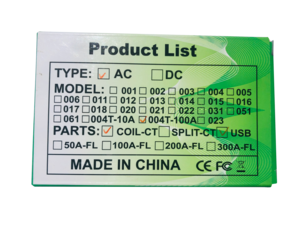 Product List
TYPE: AC DC
MODEL: 001 002 003 004 005
006 011 012 013 014 015 016
017 018 020 021 022 031 051
061 004T-10A 004T-100A 023
PARTS: COIL-CT SPLIT-CT USB
50A-FL 100A-FL 200A-FL 300A-FL
MADE IN CHINA CE FC